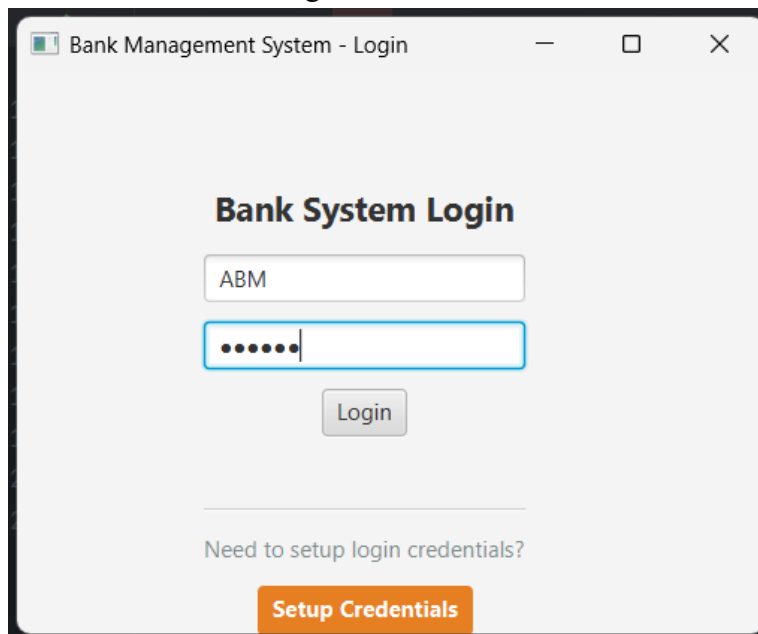 Bank Management System - Login
Bank System Login
ABM
••••••
Login
Need to setup login credentials?
Setup Credentials